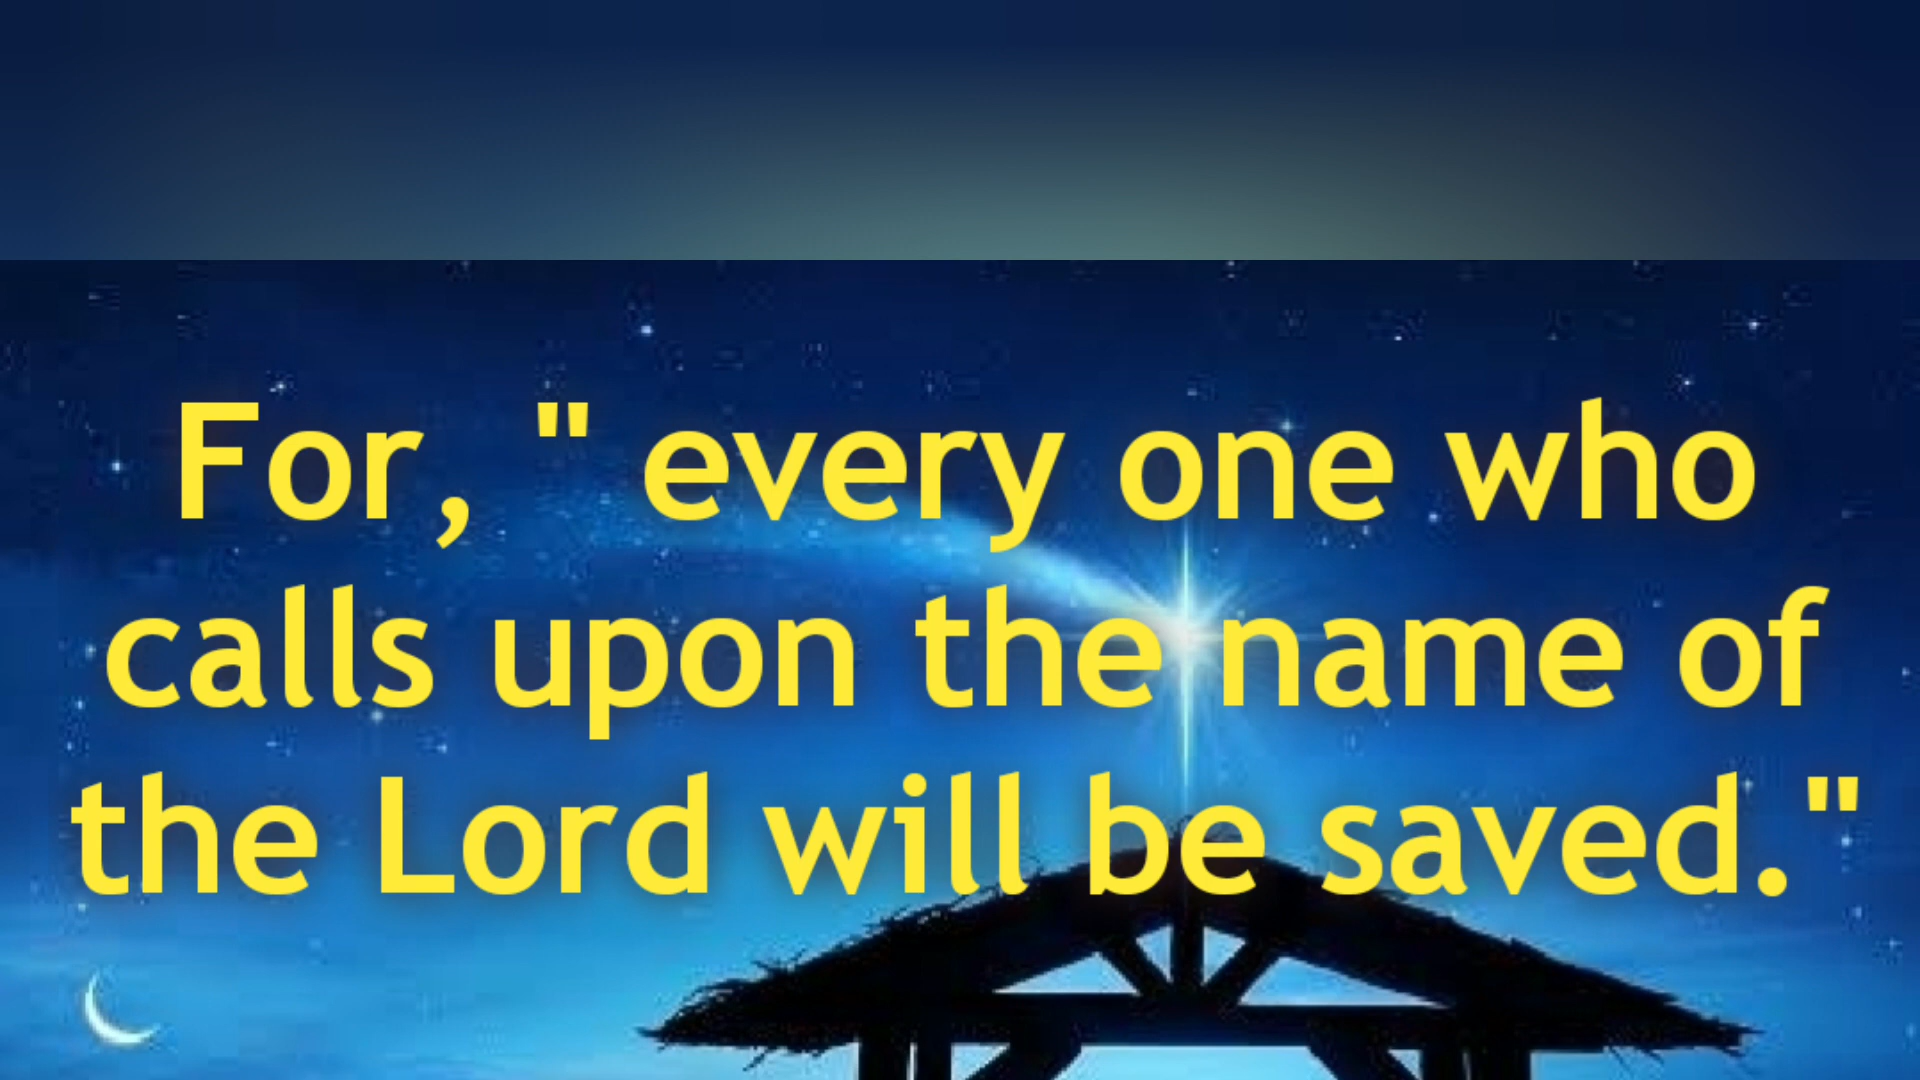 For, " every one who
calls upon the name of
the Lord will be saved."